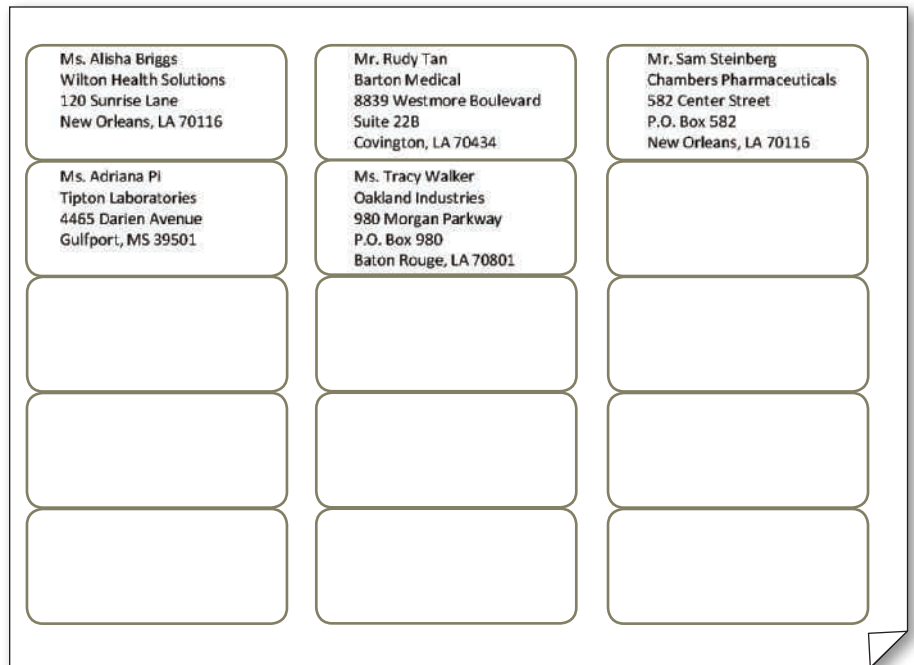 Ms. Alisha Briggs
Wilton Health Solutions
120 Sunrise Lane
New Orleans, LA 70116
Mr. Rudy Tan
Barton Medical
8839 Westmore Boulevard
Suite 22B
Covington, LA 70434
Mr. Sam Steinberg
Chambers Pharmaceuticals
582 Center Street
P.O. Box 582
New Orleans, LA 70116
Ms. Adriana Pi
Tipton Laboratories
4465 Darien Avenue
Gulfport, MS 39501
Ms. Tracy Walker
Oakland Industries
980 Morgan Parkway
P.O. Box 980
Baton Rouge, LA 70801